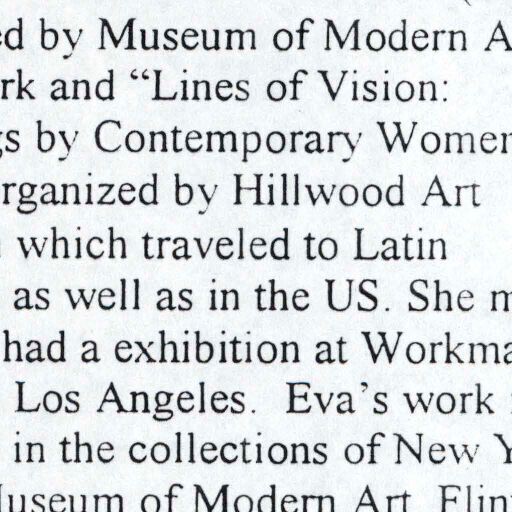 ed by Museum of Modern A
rk and “Lines of Vision:
gs by Contemporary Women
rganized by Hillwood Art
which traveled to Latin
as well as in the US. She m
had a exhibition at Workma
Los Angeles. Eva’s work
in the collections of New Y
Museum of Modern Art, Flin